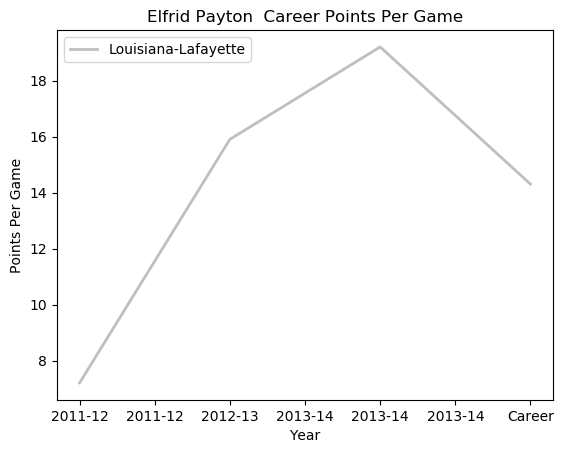 Elfrid Payton  Career Points Per Game
Louisiana-Lafayette
Points Per Game
18
16
14
12
10
8
2011-12 2011-12 2012-13 2013-14 2013-14 2013-14 Career
Year